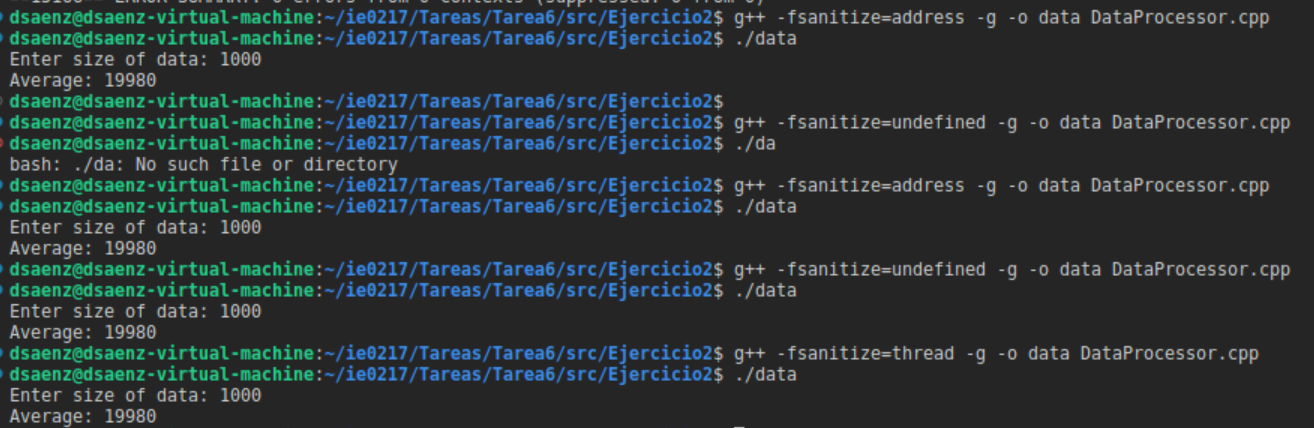 dsaenz@dsaenz-virtual-machine:~/ie0217/Tareas/Tarea6/src/Ejercicio2$ g++ -fsanitize=address -g -o data DataProcessor.cpp
dsaenz@dsaenz-virtual-machine:~/ie0217/Tareas/Tarea6/src/Ejercicio2$ ./data
Enter size of data: 1000
Average: 19980
dsaenz@dsaenz-virtual-machine:~/ie0217/Tareas/Tarea6/src/Ejercicio2$
dsaenz@dsaenz-virtual-machine:~/ie0217/Tareas/Tarea6/src/Ejercicio2$ g++ -fsanitize=undefined -g -o data DataProcessor.cpp
dsaenz@dsaenz-virtual-machine:~/ie0217/Tareas/Tarea6/src/Ejercicio2$ ./da
bash: ./da: No such file or directory
dsaenz@dsaenz-virtual-machine:~/ie0217/Tareas/Tarea6/src/Ejercicio2$ g++ -fsanitize=address -g -o data DataProcessor.cpp
dsaenz@dsaenz-virtual-machine:~/ie0217/Tareas/Tarea6/src/Ejercicio2$ ./data
Enter size of data: 1000
Average: 19980
dsaenz@dsaenz-virtual-machine:~/ie0217/Tareas/Tarea6/src/Ejercicio2$ g++ -fsanitize=undefined -g -o data DataProcessor.cpp
dsaenz@dsaenz-virtual-machine:~/ie0217/Tareas/Tarea6/src/Ejercicio2$ ./data
Enter size of data: 1000
Average: 19980
dsaenz@dsaenz-virtual-machine:~/ie0217/Tareas/Tarea6/src/Ejercicio2$ g++ -fsanitize=thread -g -o data DataProcessor.cpp
dsaenz@dsaenz-virtual-machine:~/ie0217/Tareas/Tarea6/src/Ejercicio2$ ./data
Enter size of data: 1000
Average: 19980